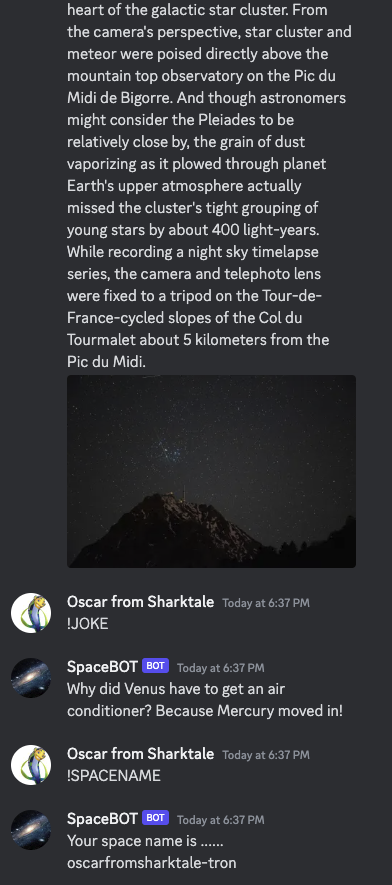 heart of the galactic star cluster. From
the camera's perspective, star cluster and
meteor were poised directly above the
mountain top observatory on the Pic du
Midi de Bigorre. And though astronomers
might consider the Pleiades to be
relatively close by, the grain of dust
vaporizing as it plowed through planet
Earth's upper atmosphere actually
missed the cluster's tight grouping of
young stars by about 400 light-years.
While recording a night sky timelapse
series, the camera and telephoto lens
were fixed to a tripod on the Tour-de-
France-cycled slopes of the Col du
Tourmalet about 5 kilometers from the
Pic du Midi.
Oscar from Sharktale Today at 6:37 PM
!JOKE
SpaceBOT BOT Today at 6:37 PM
Why did Venus have to get an air
conditioner? Because Mercury moved in!
Oscar from Sharktale Today at 6:37 PM
!SPACENAME
SpaceBOT BOT Today at 6:37 PM
Your space name is ......
oscarfromsharktale-tron